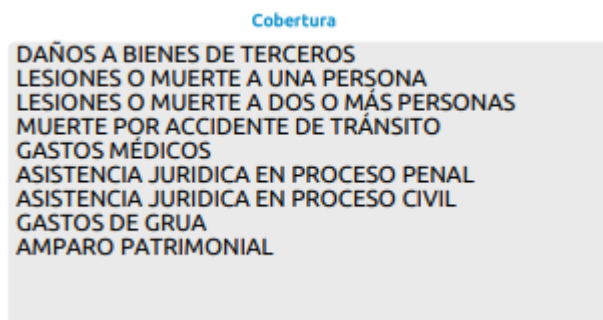 Cobertura
DAÑOS A BIENES DE TERCEROS
LESIONES O MUERTE A UNA PERSONA
LESIONES O MUERTE A DOS O MÁS PERSONAS
MUERTE POR ACCIDENTE DE TRÁNSITO
GASTOS MÉDICOS
ASISTENCIA JURIDICA EN PROCESO PENAL
ASISTENCIA JURIDICA EN PROCESO CIVIL
GASTOS DE GRUA
AMPARO PATRIMONIAL